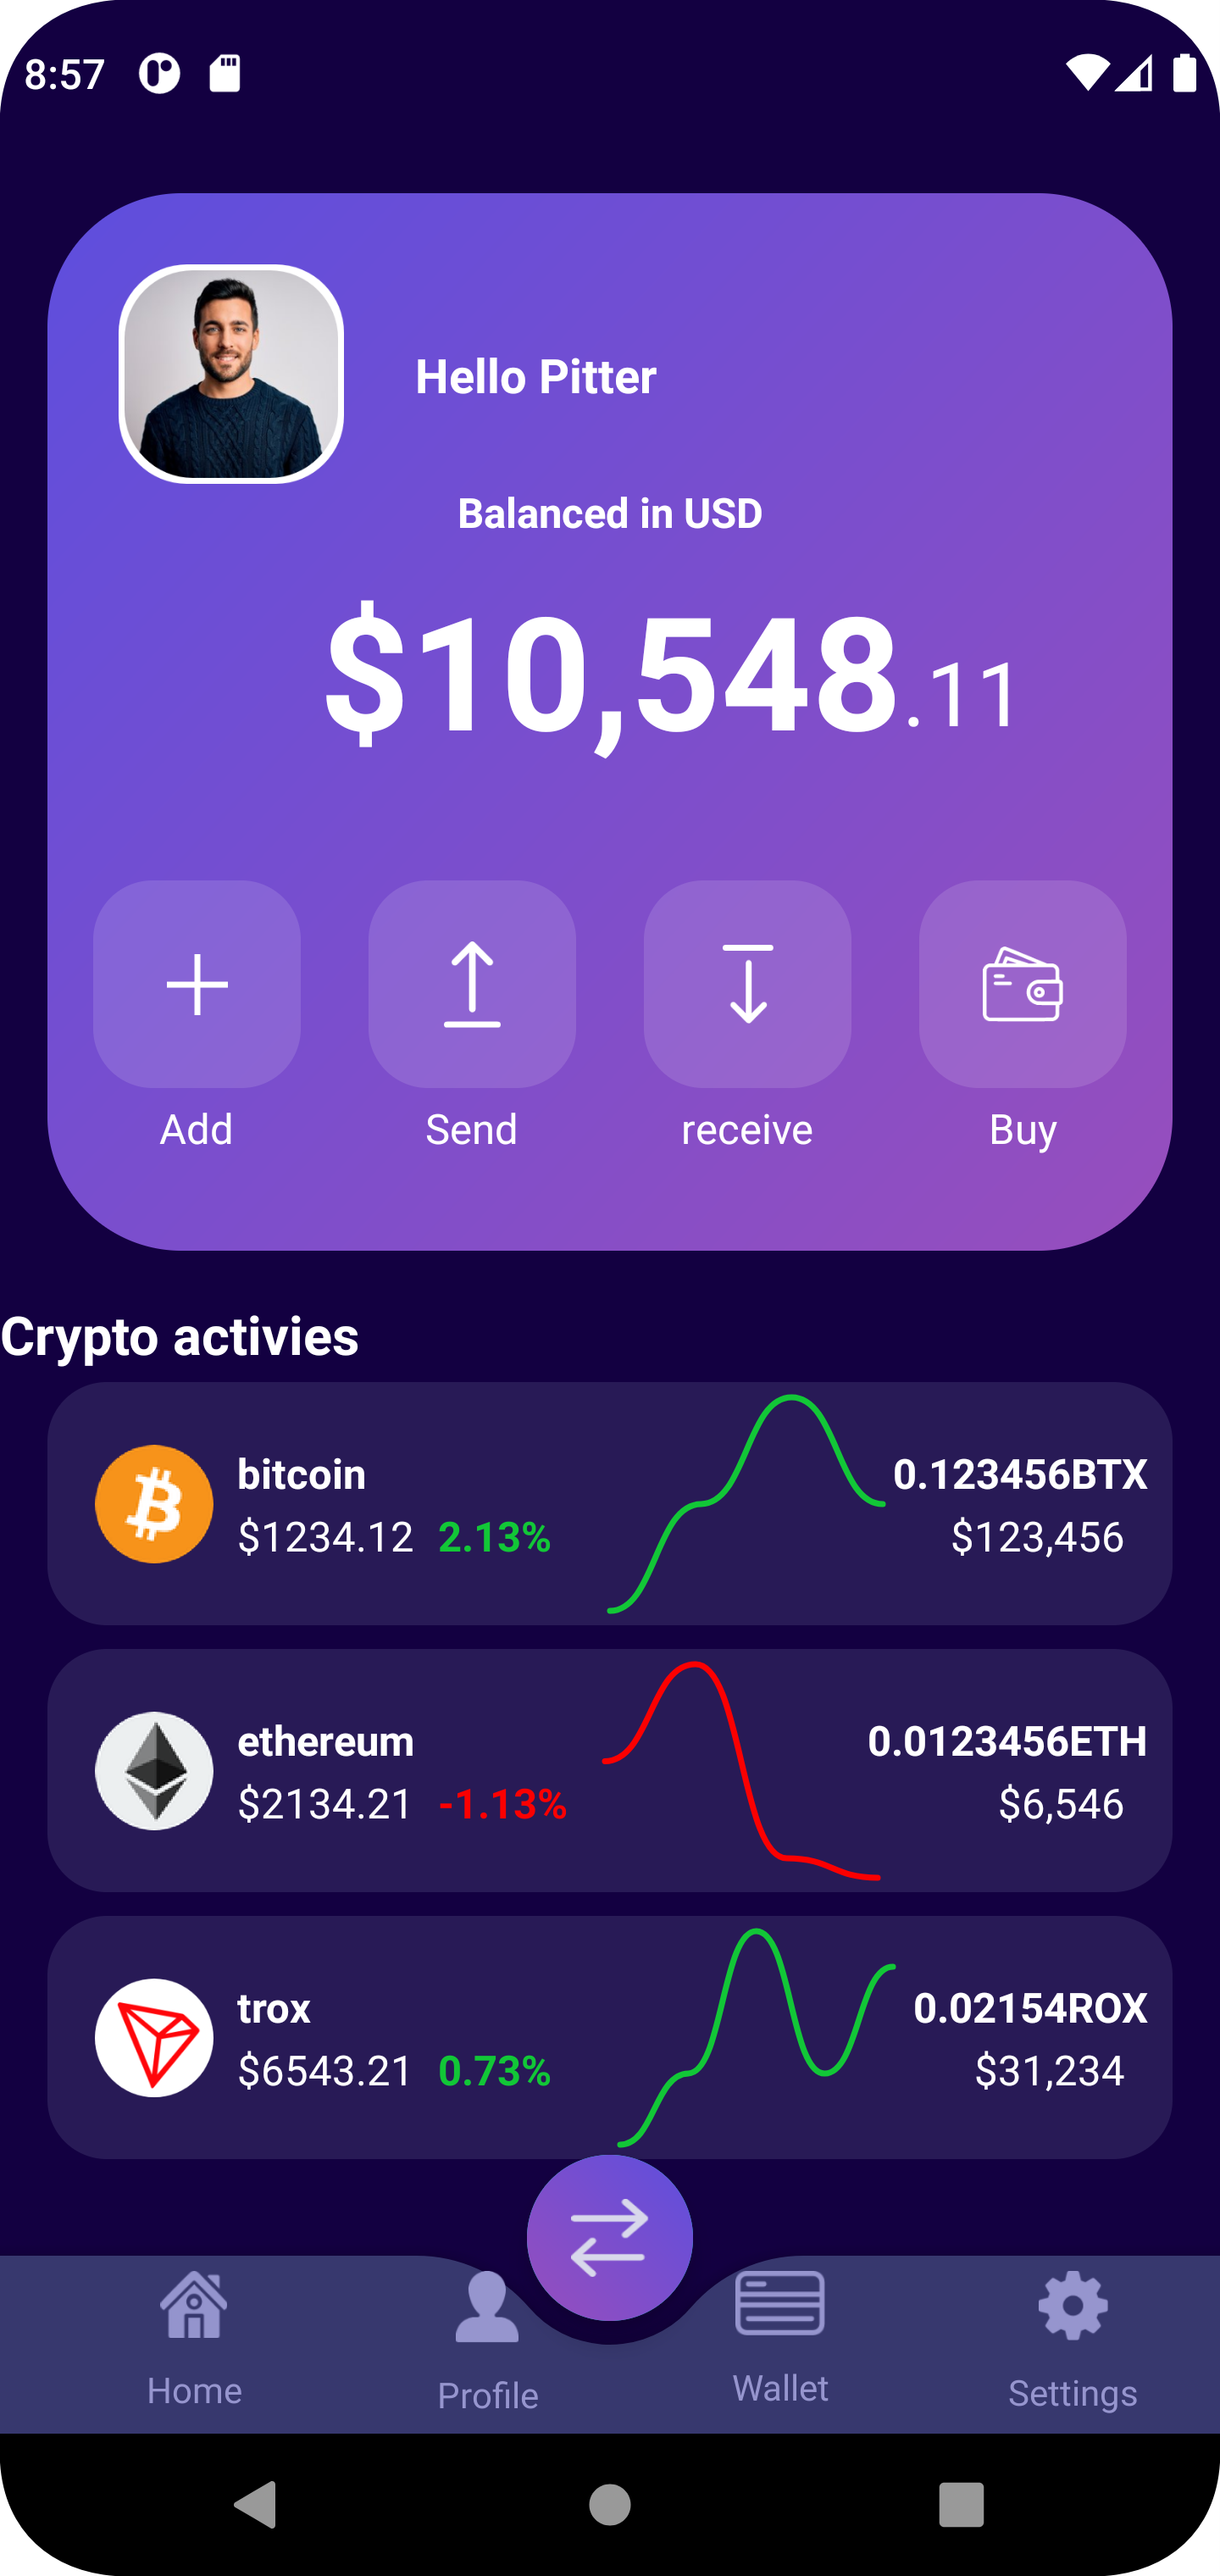 8:57
Hello Pitter
Balanced in USD
$10,548.11
Add Send receive Buy
Crypto activies
bitcoin 0.123456BTX
$1234.12 2.13% $123,456
ethereum 0.0123456ETH
$2134.21 -1.13% $6,546
trox 0.02154ROX
$6543.21 0.73% $31,234
Home Profile Wallet Settings